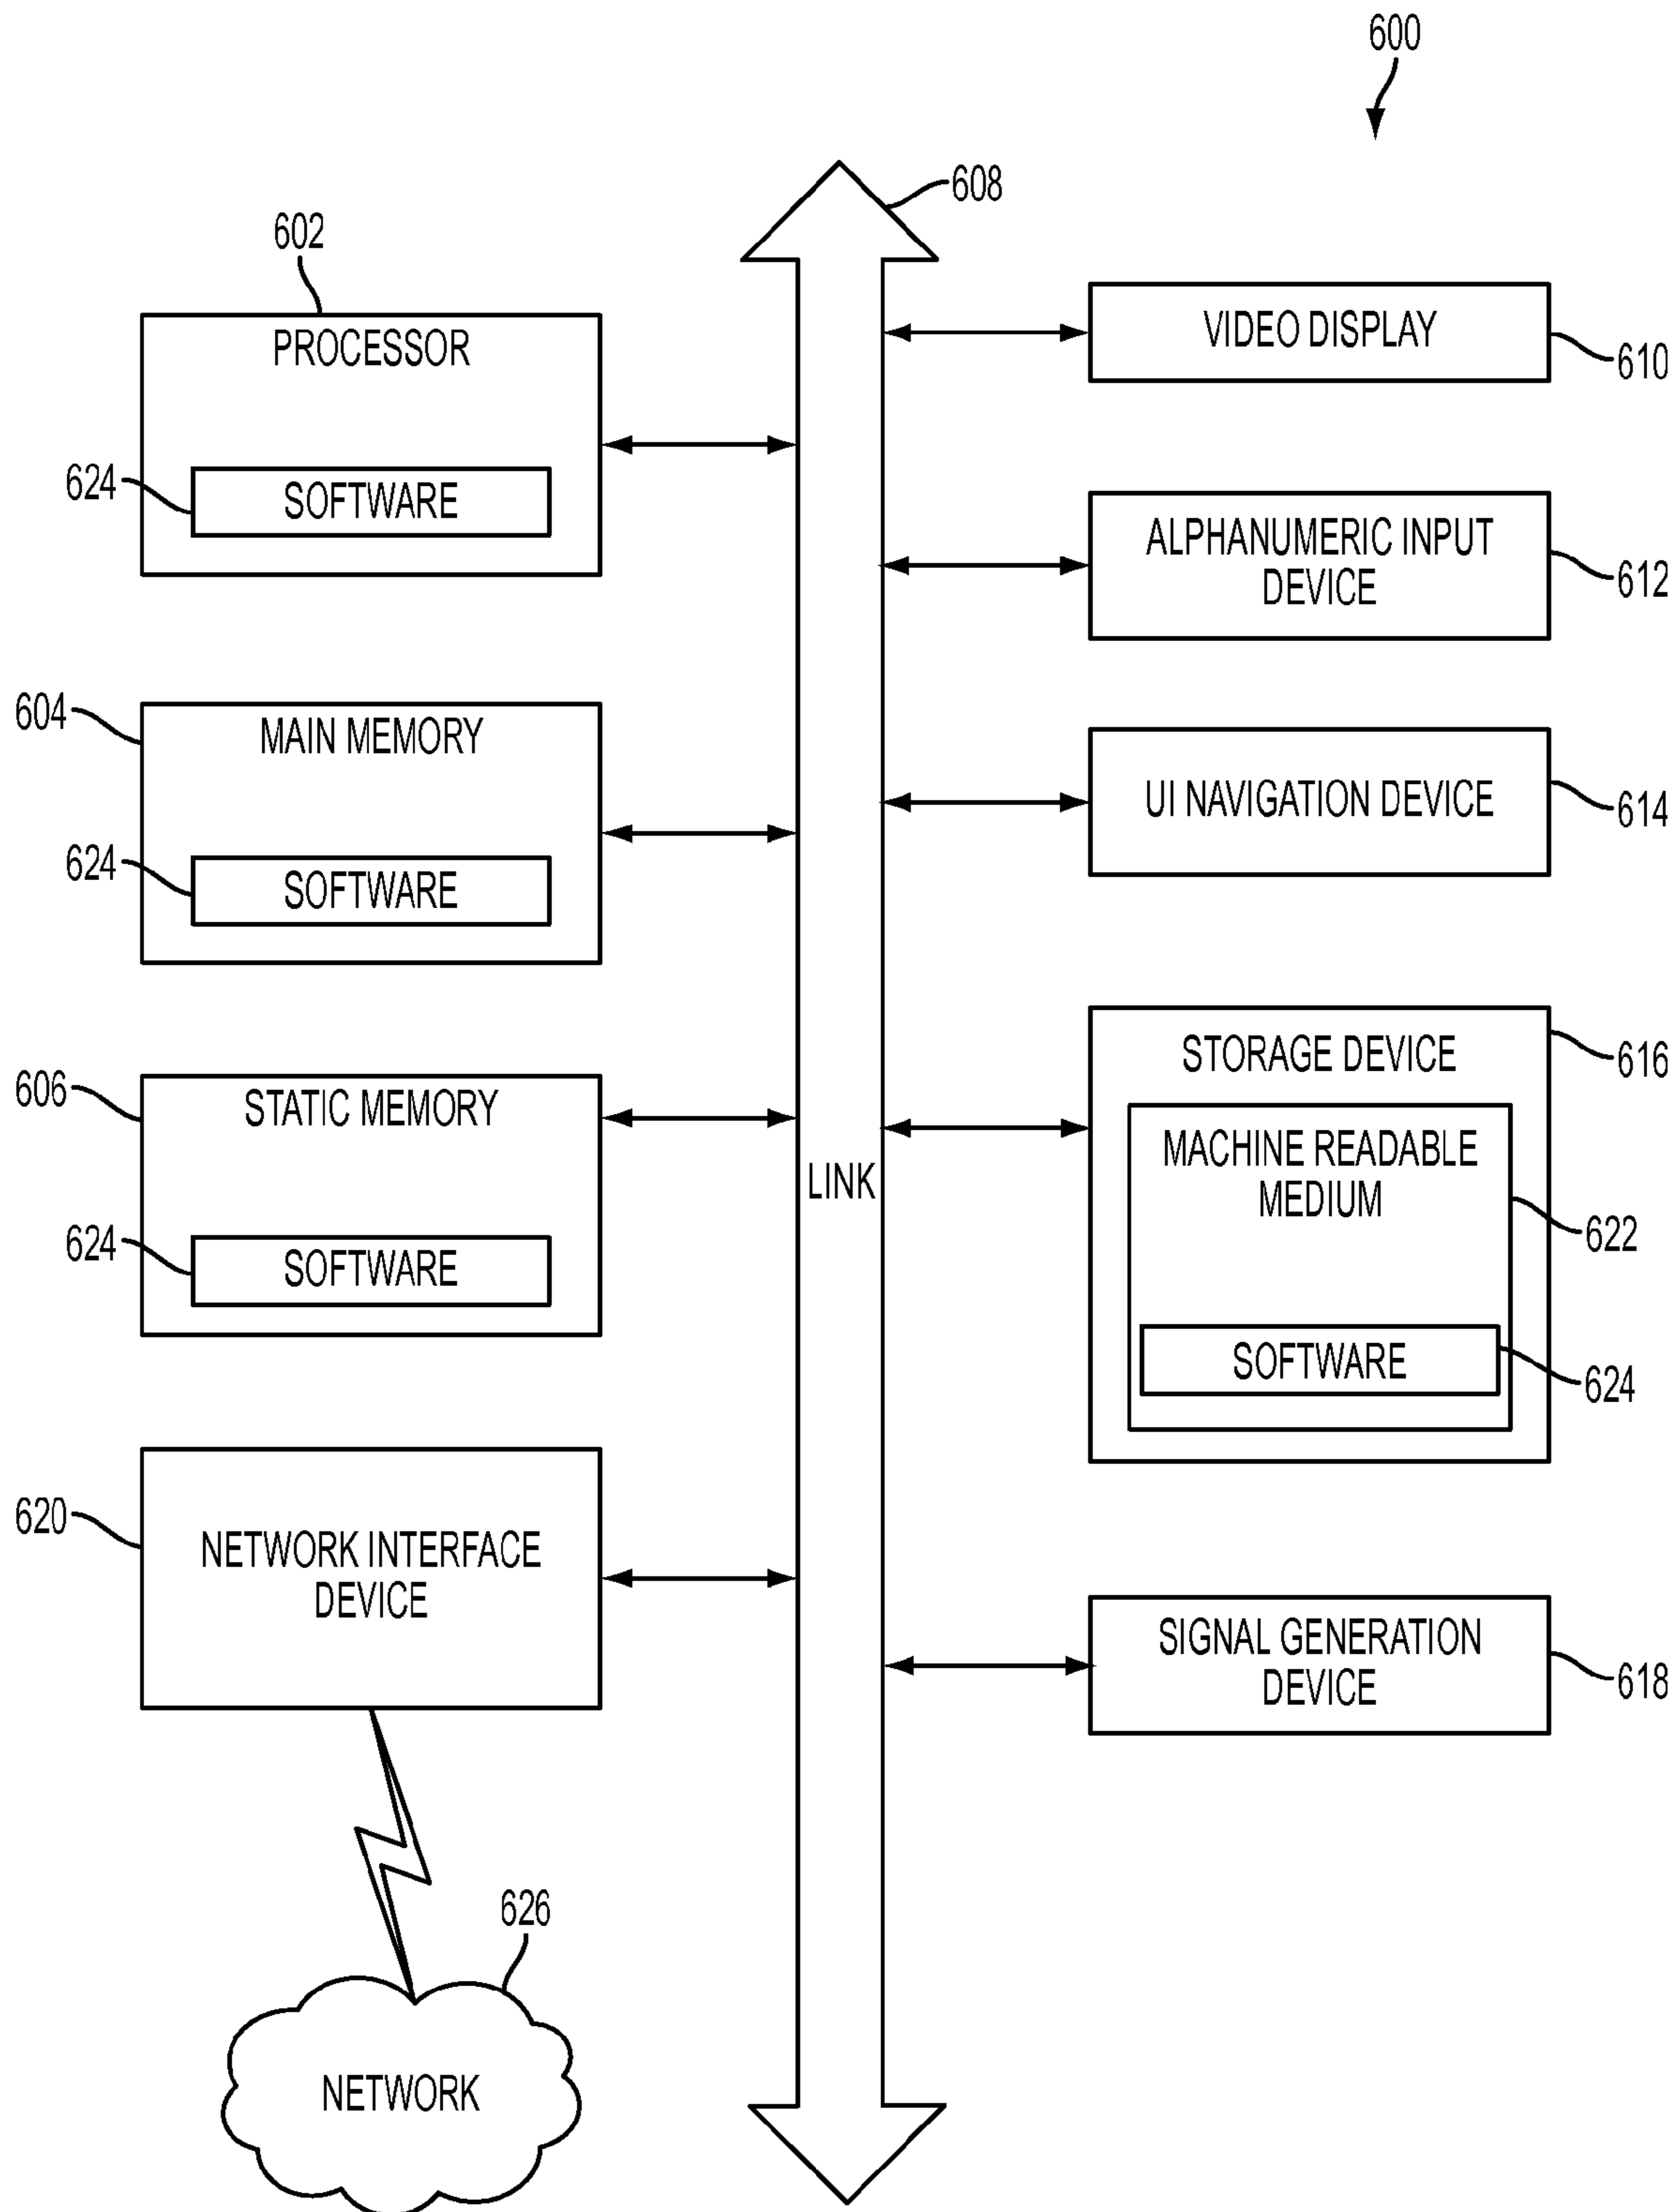 600
608
602
PROCESSOR
624
SOFTWARE
604
MAIN MEMORY
624
SOFTWARE
606
STATIC MEMORY
624
SOFTWARE
620
NETWORK INTERFACE
DEVICE
626
NETWORK
LINK
VIDEO DISPLAY
610
ALPHANUMERIC INPUT
DEVICE
612
UI NAVIGATION DEVICE
614
STORAGE DEVICE
616
MACHINE READABLE
MEDIUM
622
SOFTWARE
624
SIGNAL GENERATION
DEVICE
618